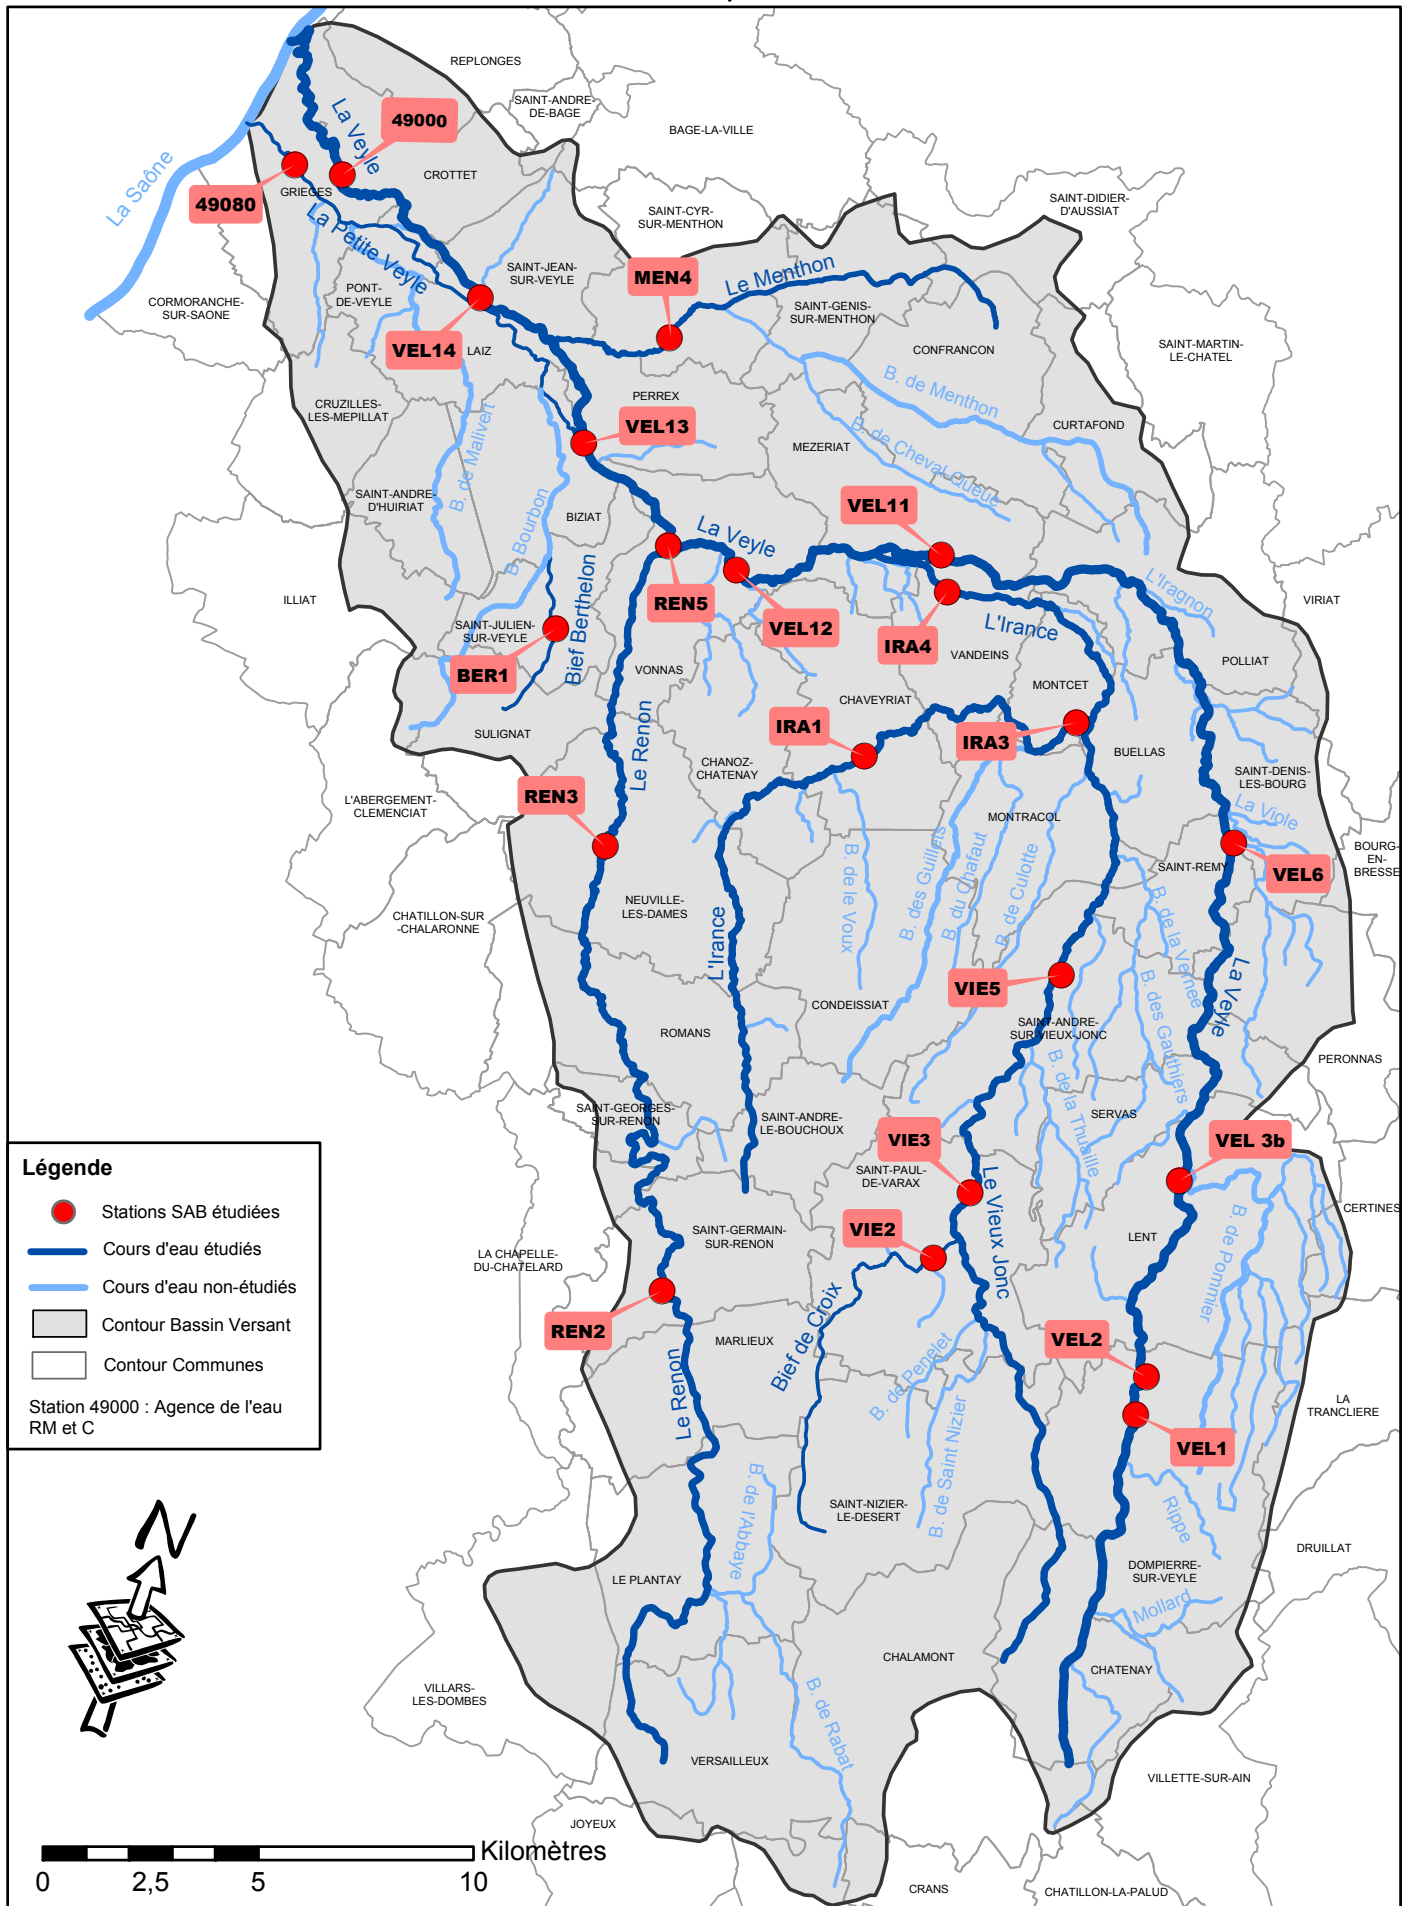 REPLONGES
SAINT-ANDRE-
DE-BAGE
BAGE-LA-VILLE
La Veyle
49000
CROTTET
La Saône
49080
GRIEGES
SAINT-CYR-
SUR-MENTHON
SAINT-DIDIER-
D'AUSSIAT
La Petite Veyle
SAINT-JEAN-
SUR-VEYLE
MEN4
Le Menthon
CORMORANCHE-
SUR-SAONE
PONT-
DE-VEYLE
SAINT-GENIS-
SUR-MENTHON
VEL14
LAIZ
CONFRANCON
SAINT-MARTIN-
LE-CHATEL
CRUZILLES-
LES-MEPILLAT
PERREX
B. de Menthon
VEL13
CURTAFOND
MEZERIAT
B. de Cheval Queue
B. de Malivert
SAINT-ANDRE-
D'HUIRIAT
B. Bourbon
BIZIAT
La Veyle
VEL11
ILLIAT
Bief Berthelon
REN5
VEL12
IRA4
L'Irance
L'Iragnon
VIRIAT
SAINT-JULIEN-
SUR-VEYLE
BER1
VONNAS
VANDEINS
POLLIAT
MONTCET
CHAVEYRIAT
SULIGNAT
Le Renon
IRA1
IRA3
BUELLAS
CHANOZ-
CHATENAY
SAINT-DENIS-
LES-BOURG
L'ABERGEMENT-
CLEMENCIAT
REN3
MONTRACOL
La Viole
BOURG-
EN-
BRESSE
SAINT-REMY
VEL6
NEUVILLE-
LES-DAMES
CHATILLON-SUR
-CHALARONNE
B. de le Voux
B. des Guillets
B. du Chafaut
B. de Culotte
B. de la Vernée
L'Irance
VIE5
B. des Gauthiers
La Veyle
CONDEISSIAT
ROMANS
SAINT-ANDRE-
SUR-VIEUX-JONC
PERONNAS
B. de la Thuaille
SAINT-GEORGES-
SUR-RENON
SAINT-ANDRE-
LE-BOUCHOUX
SERVAS
VIE3
VEL 3b
SAINT-PAUL-
DE-VARAX
Le Vieux Jonc
CERTINES
VIE2
SAINT-GERMAIN-
SUR-RENON
LENT
B. de Pommier
LA CHAPELLE-
DU-CHATELARD
REN2
MARLIEUX
Bief de Croix
VEL2
B. de Penelet
LA
TRANCLIERE
Le Renon
B. de Saint Nizier
VEL1
B. de l'Abbaye
SAINT-NIZIER-
LE-DESERT
Rippe
DRUILLAT
LE PLANTAY
DOMPIERRE-
SUR-VEYLE
Mollard
CHALAMONT
CHATENAY
VILLARS-
LES-DOMBES
B. de Rabat
VERSAILLEUX
VILLETTE-SUR-AIN
JOYEUX
CRANS
CHATILLON-LA-PALUD
Légende
Stations SAB étudiées
Cours d'eau étudiés
Cours d'eau non-étudiés
Contour Bassin Versant
Contour Communes
Station 49000 : Agence de l'eau
RM et C
N
Kilomètres
0 2,5 5 10